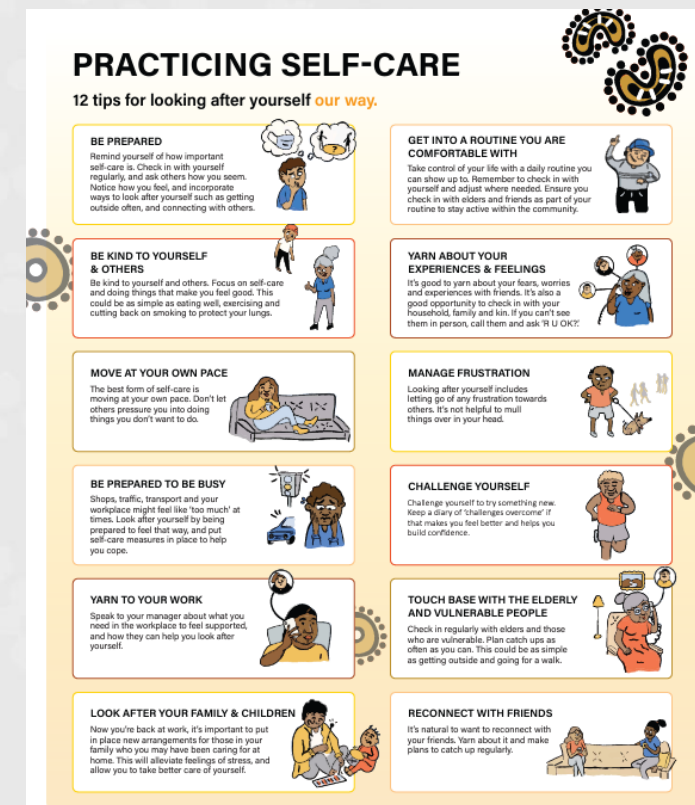 PRACTICING SELF-CARE
12 tips for looking after yourself our way.
BE PREPARED
Remind yourself of how important
self-care is. Check in with yourself
regularly, and ask others how you seem.
Notice how you feel, and incorporate
ways to look after yourself such as getting
outside often, and connecting with others.
GET INTO A ROUTINE YOU ARE
COMFORTABLE WITH
Take control of your life with a daily routine you
can show up to. Remember to check in with
yourself and adjust where needed. Ensure you
check in with elders and friends as part of your
routine to stay active within the community.
BE KIND TO YOURSELF
& OTHERS
Be kind to yourself and others. Focus on self-care
and doing things that make you feel good. This
could be as simple as eating well, exercising and
cutting back on smoking to protect your lungs.
YARN ABOUT YOUR
EXPERIENCES & FEELINGS
It's good to yarn about your fears, worries
and experiences with friends. It's also a
good opportunity to check in with your
household, family and kin. If you can't see
them in person, call them and ask 'R U OK?'.
MOVE AT YOUR OWN PACE
The best form of self-care is
moving at your own pace. Don't let
others pressure you into doing
things you don't want to do.
MANAGE FRUSTRATION
Looking after yourself includes
letting go of any frustration towards
others. It's not helpful to mull
things over in your head.
BE PREPARED TO BE BUSY
Shops, traffic, transport and your
workplace might feel like 'too much' at
times. Look after yourself by being
prepared to feel that way, and put
self-care measures in place to help
you cope.
CHALLENGE YOURSELF
Challenge yourself to try something new.
Keep a diary of 'challenges overcome' if
that makes you feel better and helps you
build confidence.
YARN TO YOUR WORK
Speak to your manager about what you
need in the workplace to feel supported,
and how they can help you look after
yourself.
TOUCH BASE WITH THE ELDERLY
AND VULNERABLE PEOPLE
Check in regularly with elders and those
who are vulnerable. Plan catch ups as
often as you can. This could be as simple
as getting outside and going for a walk.
LOOK AFTER YOUR FAMILY & CHILDREN
Now you're back at work, it's important to put
in place new arrangements for those in your
family who you may have been caring for at
home. This will alleviate feelings of stress, and
allow you to take better care of yourself.
RECONNECT WITH FRIENDS
It's natural to want to reconnect with
your friends. Yarn about it and make
plans to catch up regularly.